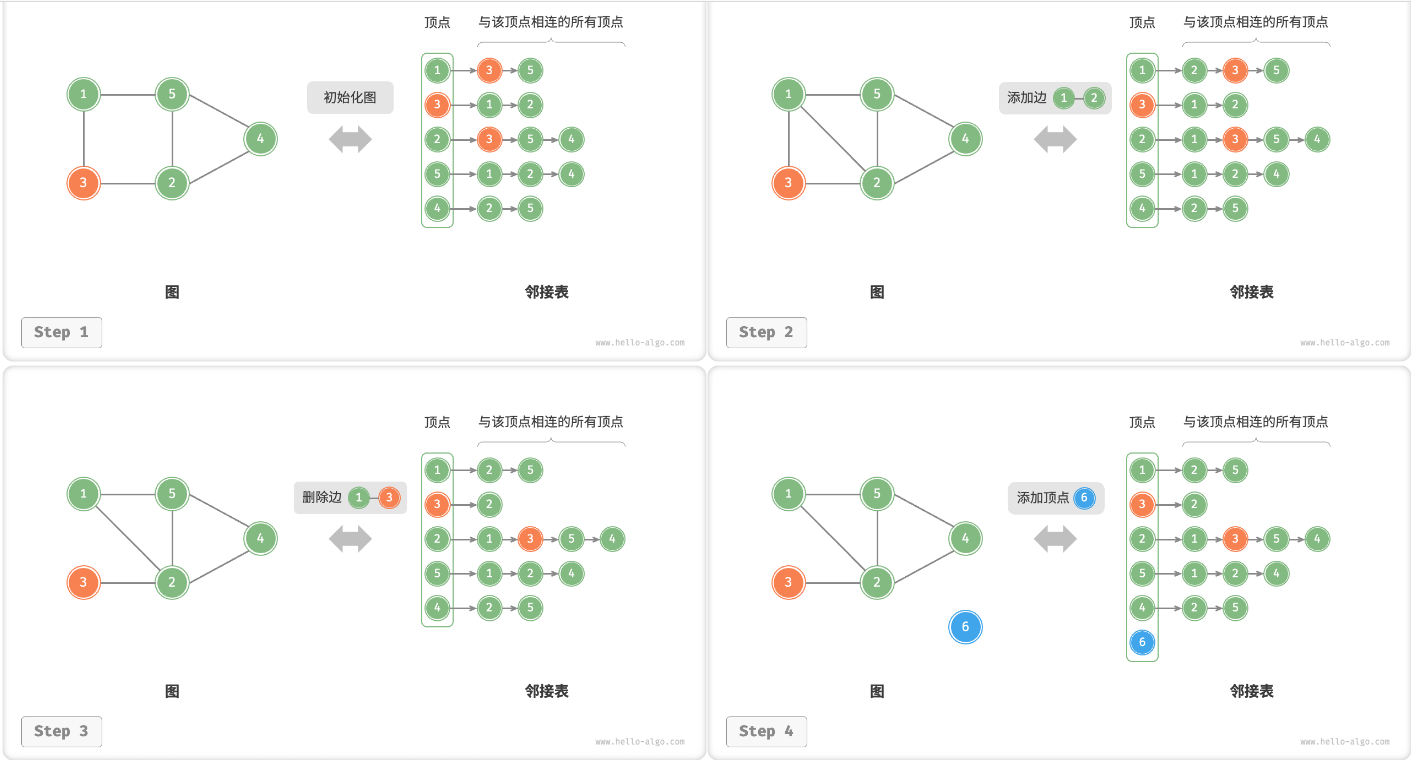 顶点 与该顶点相连的所有顶点
1 5 4 3 2
初始化图
1 3 5
3 1 2
2 3 5 4
5 1 2 4
4 2 5
图 邻接表
Step 1
www.hello-algo.com
顶点 与该顶点相连的所有顶点
1 5 4 3 2
添加边 1 2
1 2 3 5
3 1 2
2 1 3 5 4
5 1 2 4
4 2 5
图 邻接表
Step 2
www.hello-algo.com
顶点 与该顶点相连的所有顶点
1 5 4 3 2
删除边 1 3
1 2 5
3 2
2 1 3 5 4
5 1 2 4
4 2 5
图 邻接表
Step 3
www.hello-algo.com
顶点 与该顶点相连的所有顶点
1 5 4 3 2 6
添加顶点 6
1 2 5
3 2
2 1 3 5 4
5 1 2 4
4 2 5
6
图 邻接表
Step 4
www.hello-algo.com